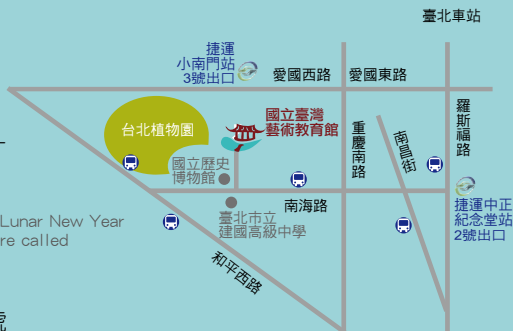 臺北車站
捷運
小南門站
3號出口
愛國西路
愛國東路
羅斯福路
台北植物園
國立臺灣
藝術教育館
重慶南路
南昌街
國立歷史
博物館
南海路
捷運中正
紀念堂站
2號出口
臺北市立
建國高級中學
Lunar New Year
re called
和平西路